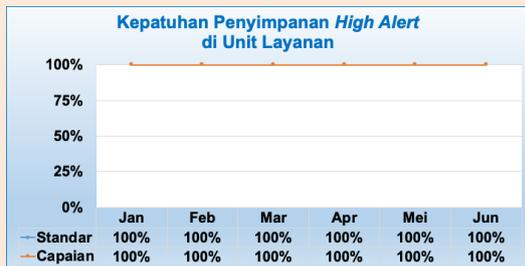 Kepatuhan Penyimpanan High Alert
di Unit Layanan
100%
75%
50%
25%
0%
Jan Feb Mar Apr Mei Jun
Standar 100% 100% 100% 100% 100% 100%
Capaian 100% 100% 100% 100% 100% 100%